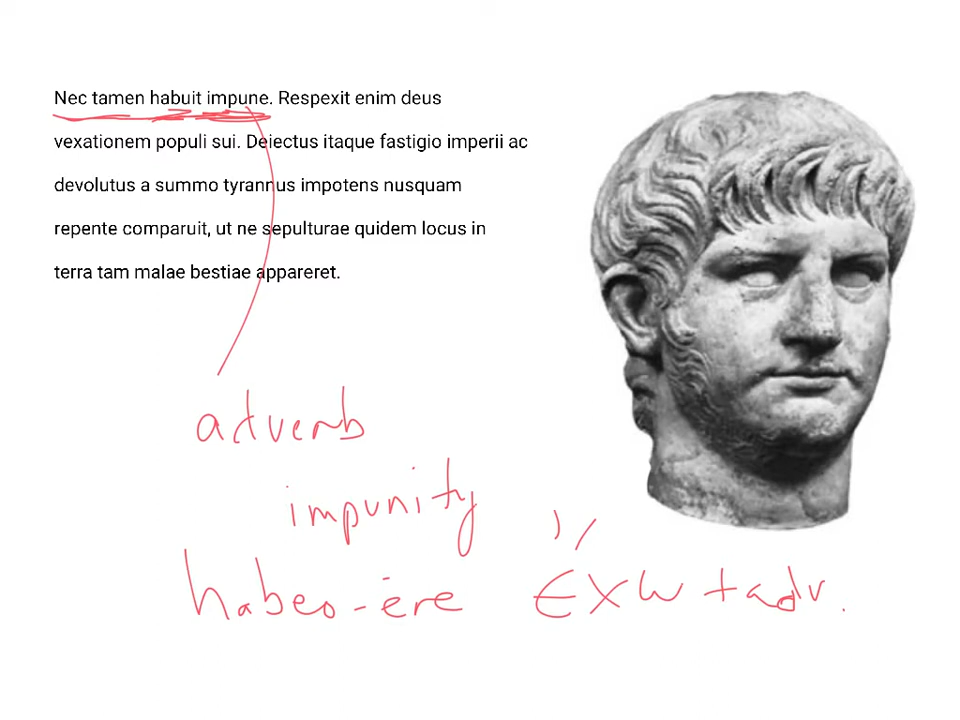 Nec tamen habuit impune. Respexit enim deus
vexationem populi sui. Deiectus itaque fastigio imperii ac
devolutus a summo tyrannus impotens nusquam
repente comparuit, ut ne sepulturae quidem locus in
terra tam malae bestiae appareret.
adverb
impunity
habeo-ēre ἔχω + adv.